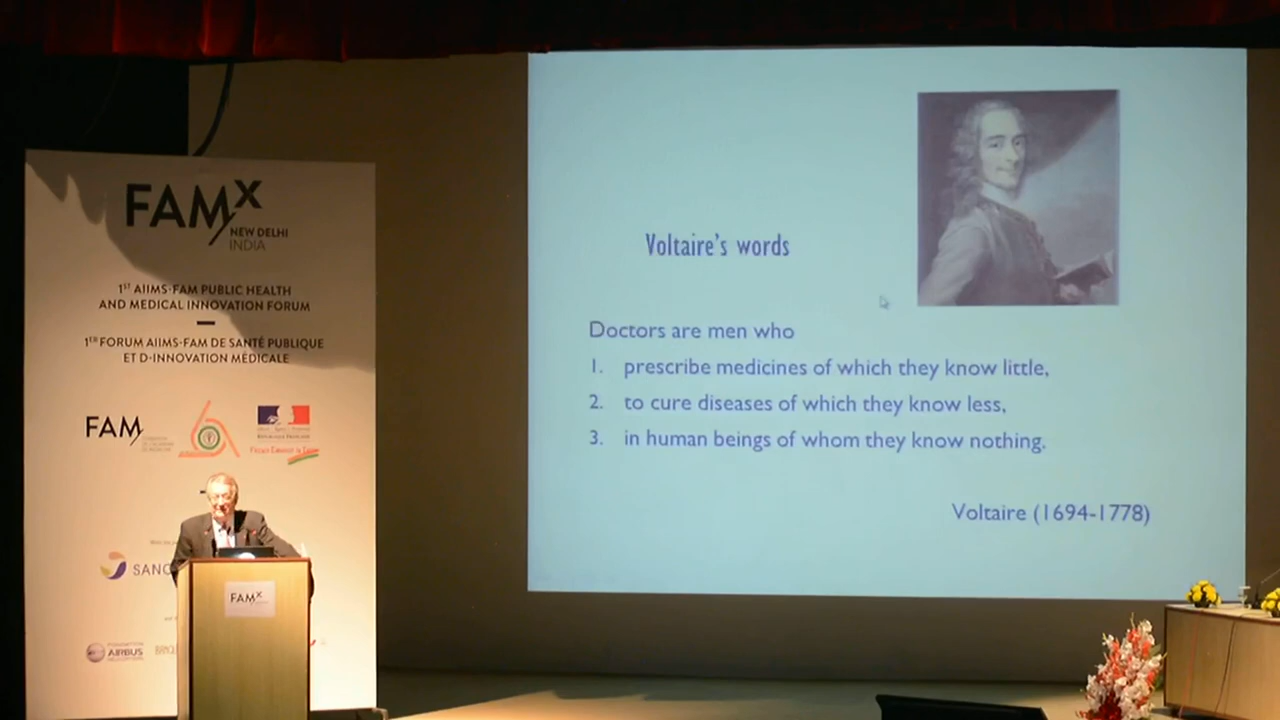 FAMx
NEW DELHI
INDIA
1ST AIIMS-FAM PUBLIC HEALTH
AND MEDICAL INNOVATION FORUM
1ER FORUM AIIMS-FAM DE SANTÉ PUBLIQUE
ET D-INNOVATION MÉDICALE
FAM
SANO
AIRBUS
FAMx
Voltaire's words
Doctors are men who
1. prescribe medicines of which they know little,
2. to cure diseases of which they know less,
3. in human beings of whom they know nothing.
Voltaire (1694-1778)